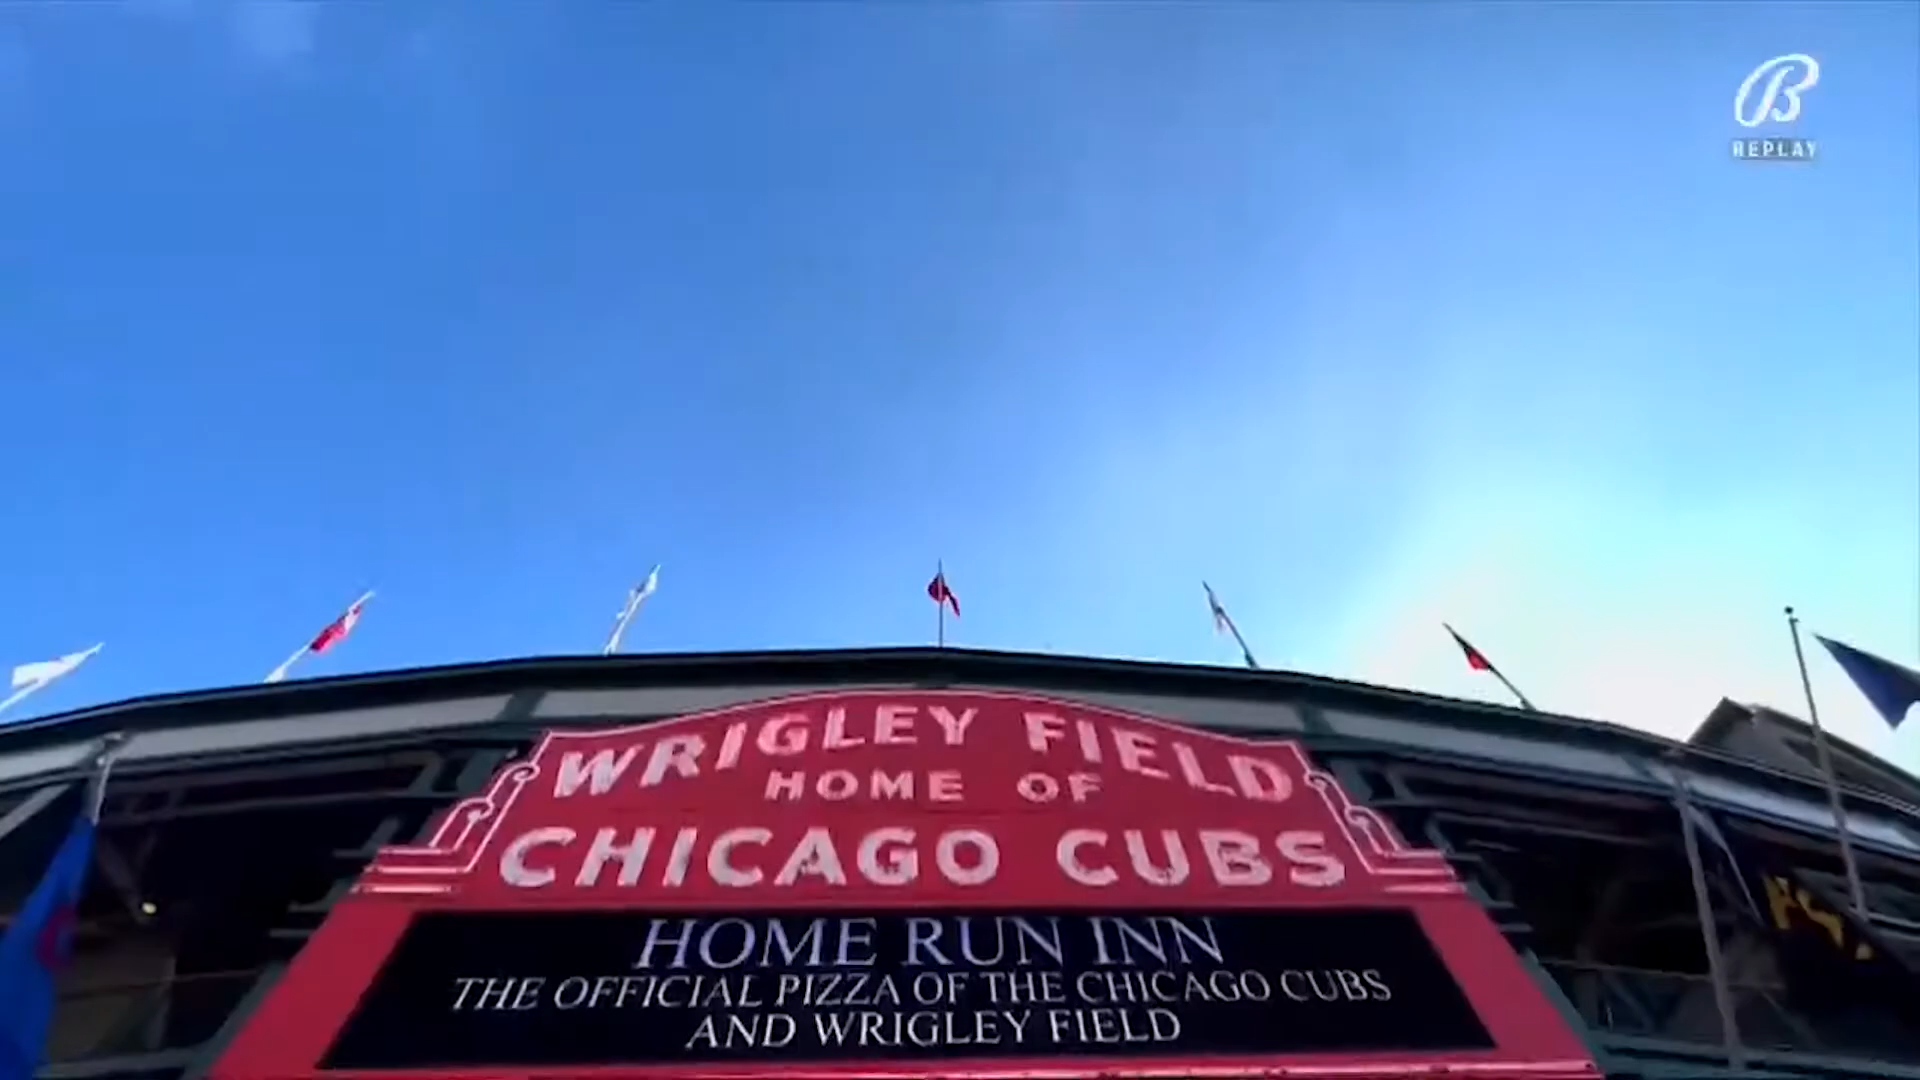 B
REPLAY
WRIGLEY FIELD
HOME OF
CHICAGO CUBS
HOME RUN INN
THE OFFICIAL PIZZA OF THE CHICAGO CUBS
AND WRIGLEY FIELD